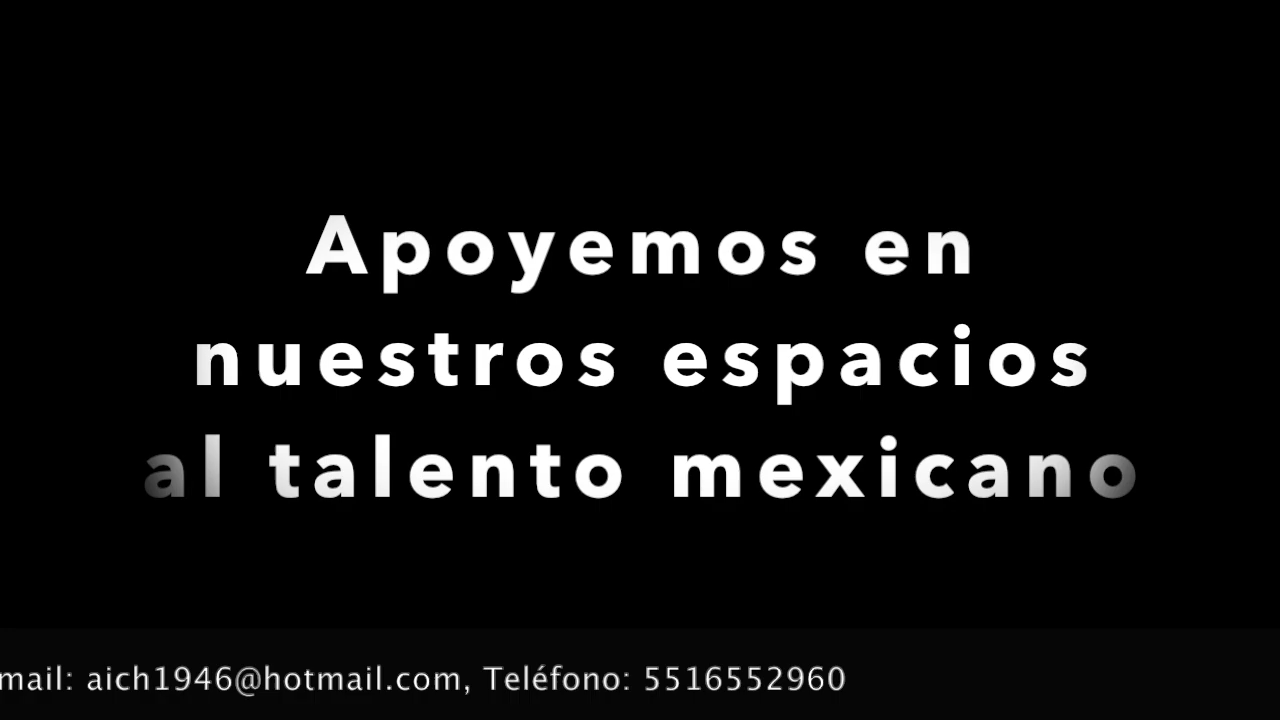 Apoyemos en
nuestros espacios
al talento mexicano
mail: aich1946@hotmail.com, Teléfono: 5516552960